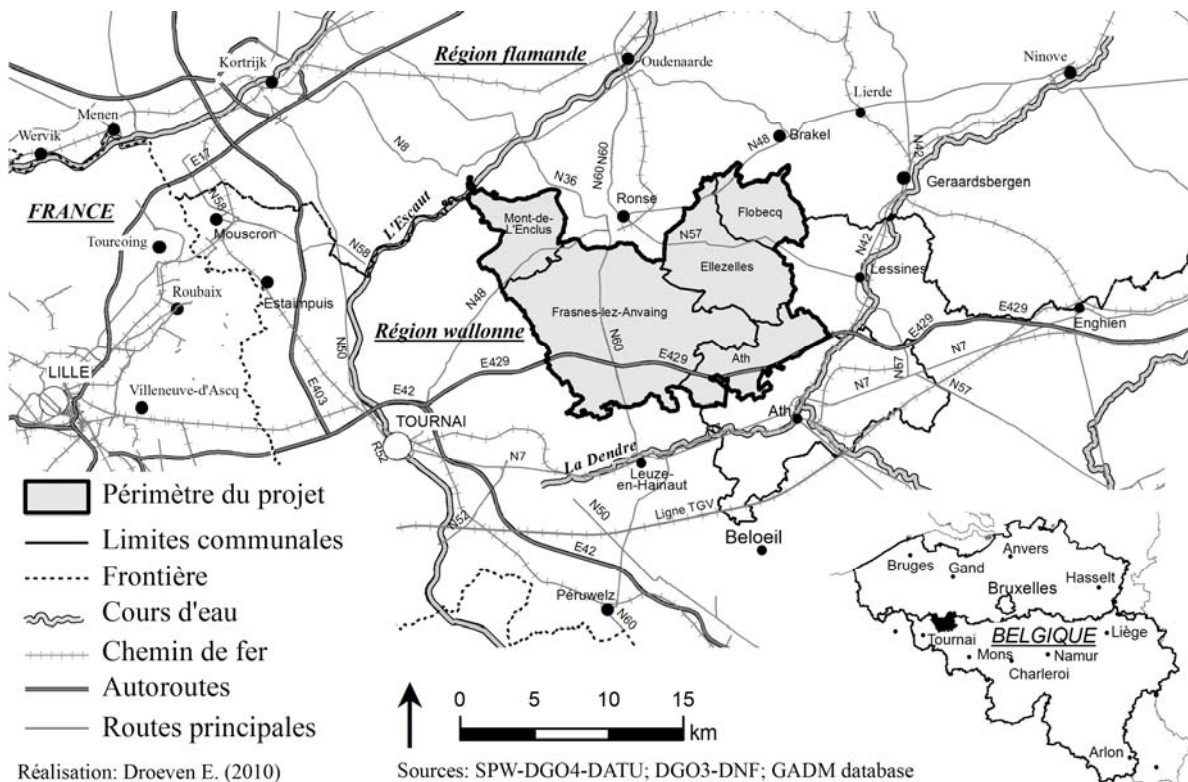 Région flamande
Kortrijk
Oudenaarde
Ninove
Menen
Lierde
Wervik
Brakel
N8
N60
N60
N48
N42
E17
N36
Geraardsbergen
FRANCE
N58
L'Escaut
Ronse
Flobecq
Mont-de-
L'Enclus
Tourcoing
Mouscron
N58
N57
N42
Ellezelles
Lessines
Roubaix
Estaimpuis
N48
Frasnes-lez-Anvaing
E429
Enghien
Région wallonne
N50
N60
E429
Ath
E429
E429
N7
N57
LILLE
Villeneuve-d'Ascq
E403
E42
N7
N57
TOURNAI
Ath
R52
La Dendre
N7
Leuze-
en-Hainaut
Ligne TGV
N52
N50
Beloeil
E42
Péruwelz
N60
Périmètre du projet
Limites communales
Frontière
Cours d'eau
Chemin de fer
Autoroutes
Routes principales
Anvers
Bruges
Gand
Hasselt
Bruxelles
Tournai
BELGIQUE
Liège
Mons
Namur
Charleroi
Arlon
0 5 10 15
km
Réalisation: Droeven E. (2010)
Sources: SPW-DGO4-DATU; DGO3-DNF; GADM database